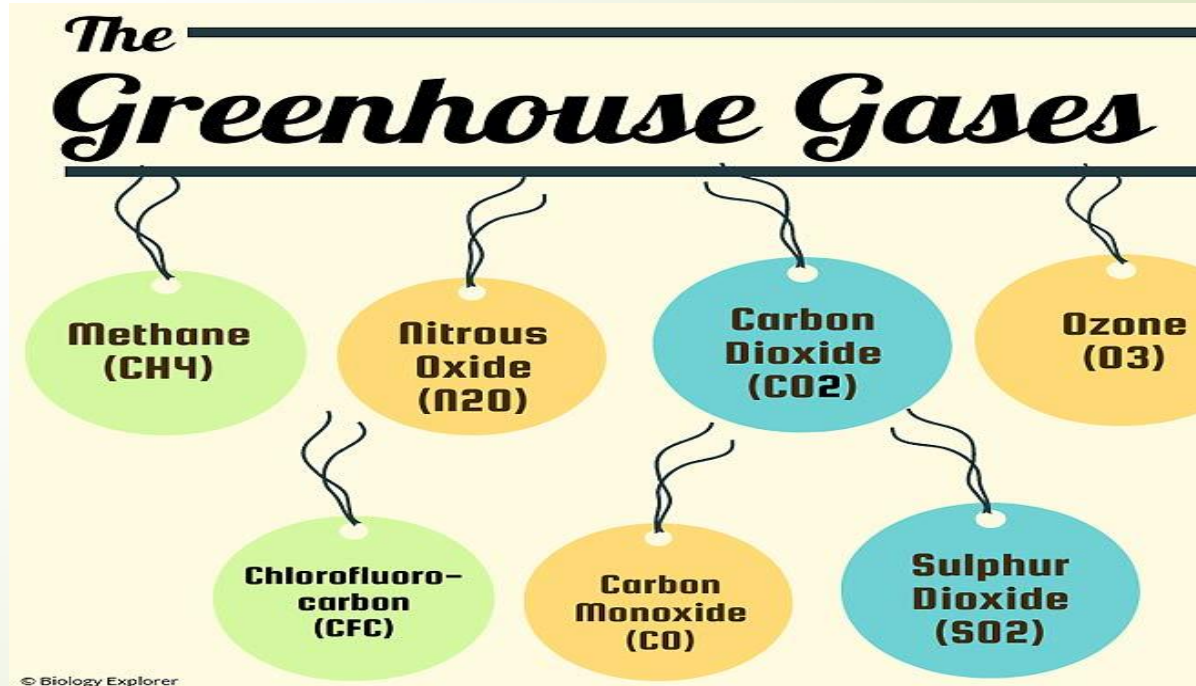 The
Greenhouse Gases
Methane
(CH4)
Nitrous
Oxide
(N2O)
Carbon
Dioxide
(CO2)
Ozone
(O3)
Chlorofluoro-
carbon
(CFC)
Carbon
Monoxide
(CO)
Sulphur
Dioxide
(SO2)
© Biology Explorer